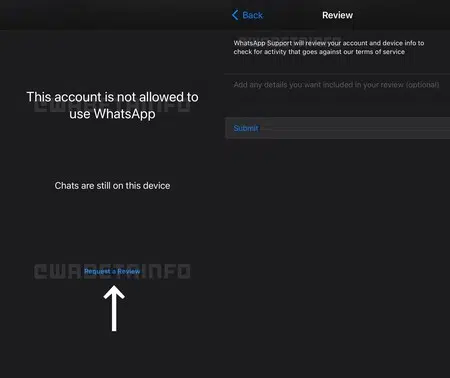 This account is not allowed to
use WhatsApp
Chats are still on this device
CWABETAINFO
Request a Review
Back
Review
WhatsApp Support will review your account and device info to
check for activity that goes against our terms of service
Add any details you want included in your review (optional)
Submit